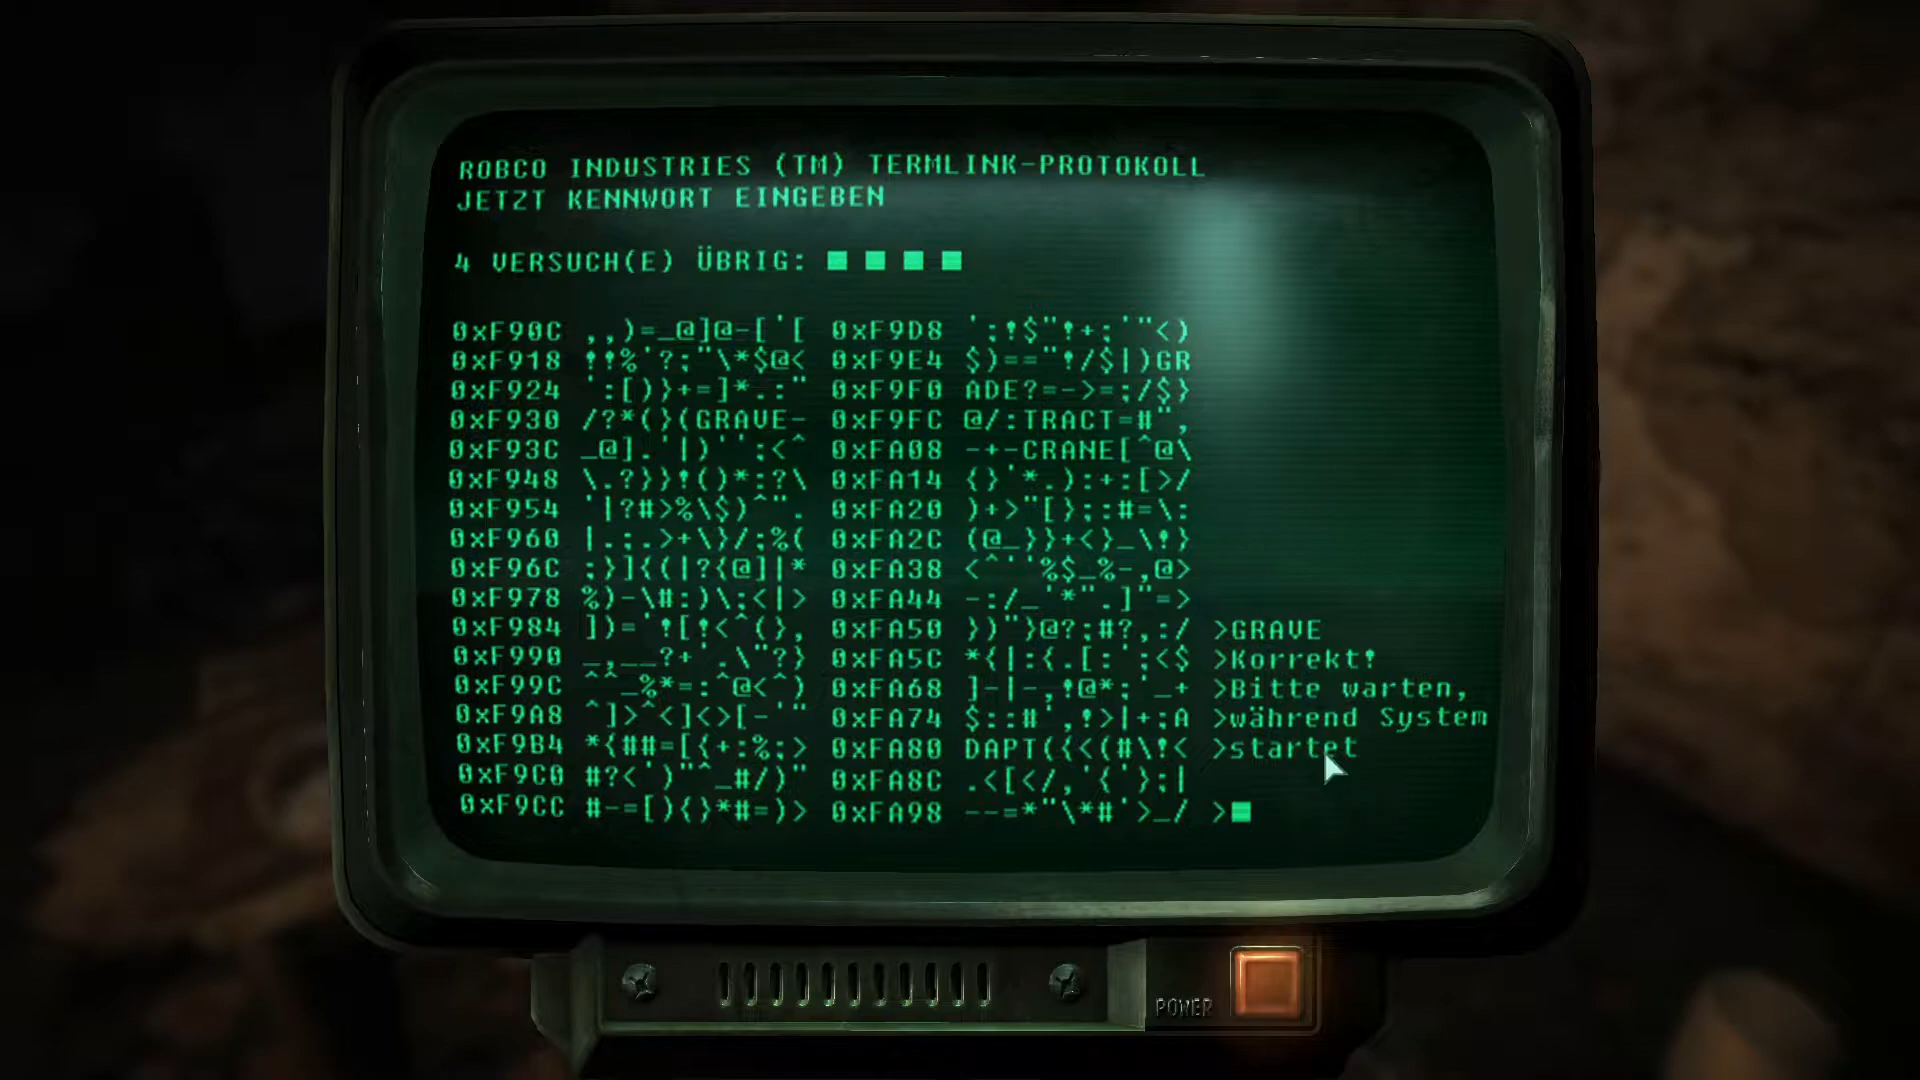 ROBCO INDUSTRIES (TM) TERMLINK-PROTOKOLL
JETZT KENNWORT EINGEBEN
4 VERSUCH(E) ÜBRIG: ■ ■ ■ ■
0xF90C ,,)=_@]@-['[ 0xF9D8 ';!$"!+;'"<)
0xF918 !!%'?;"\*$@< 0xF9E4 $)=="!/$|)GR
0xF924 ':[)}+=]*.:" 0xF9F0 ADE?=->=;/$}
0xF930 /?*(}(GRAVE- 0xF9FC @/:TRACT=#",
0xF93C _@].'|)'';<^ 0xFA08 -+-CRANE[^@\
0xF948 \.?}}!()*:?\ 0xFA14 {}'*.):+:[>/
0xF954 '|?#>%\$)^". 0xFA20 )+>"[};:#=\:
0xF960 |.;.>+\}/;%( 0xFA2C (@_}}+<}_\!}
0xF96C ;}]{(|?{@]|* 0xFA38 <^''%$_%-,@>
0xF978 %)-\#:)\;<|> 0xFA44 -:/_'*".]"=>
0xF984 ])='![!<^(}, 0xFA50 })"}@?;#?,:/ >GRAVE
0xF990 _,__?+'.\"?} 0xFA5C *{|:{.[:';<$ >Korrekt!
0xF99C ^^_%*=:^@<^) 0xFA68 ]-|-,!@*;'_+ >Bitte warten,
0xF9A8 ^]>^<]<>[-'" 0xFA74 $::#',!>|+;A >während System
0xF9B4 *{##=[{+:%;> 0xFA80 DAPT({<(#\!< >startet
0xF9C0 #?<')"^_#/)" 0xFA8C .<[</,'{'};|
0xF9CC #-=[){}*#=)> 0xFA98 --=*"\*#'>_/ >■
POWER